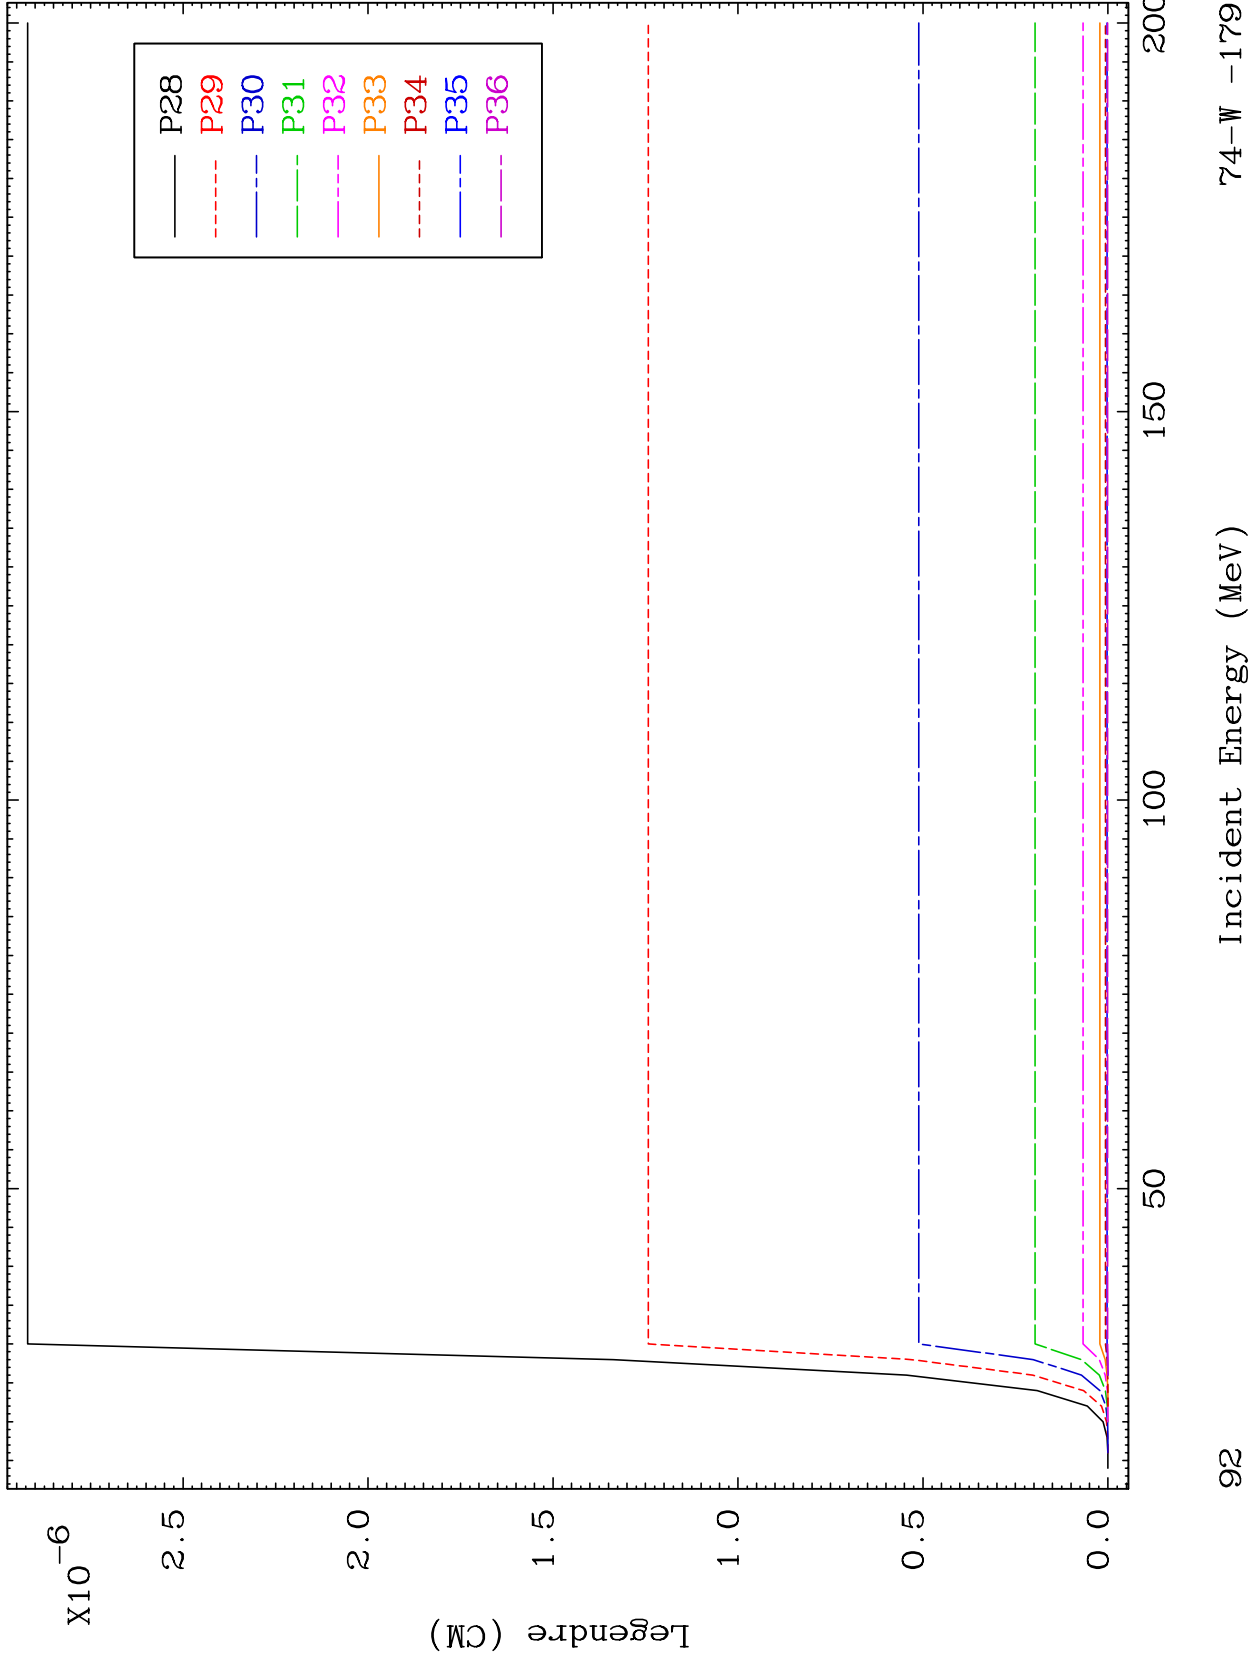 X10-6
2.5
2.0
1.5
1.0
0.5
0.0
Legendre (CM)
P28
P29
P30
P31
P32
P33
P34
P35
P36
50
100
150
200
Incident Energy (MeV)
92
74-W -179